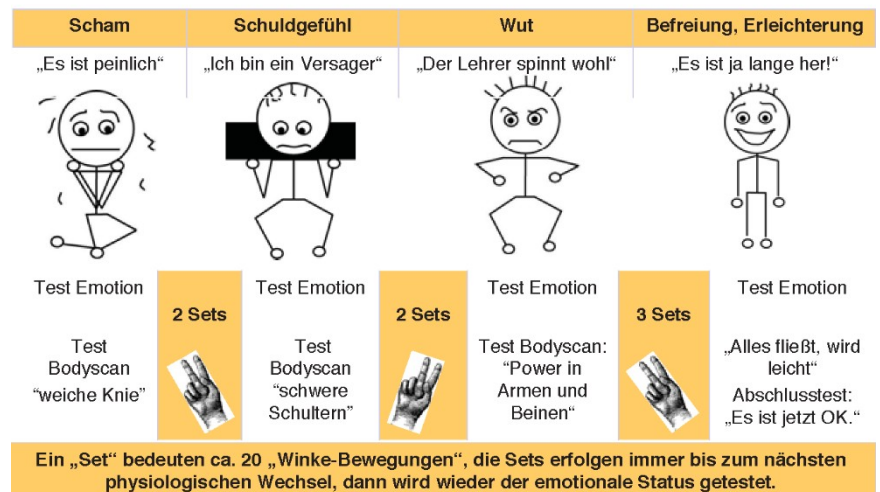 Scham
Schuldgefühl
Wut
Befreiung, Erleichterung
„Es ist peinlich“
„Ich bin ein Versager“
„Der Lehrer spinnt wohl“
„Es ist ja lange her!“
Test Emotion
Test Emotion
Test Emotion
Test Emotion
2 Sets
2 Sets
3 Sets
Test
Bodyscan
“weiche Knie”
Test
Bodyscan
“schwere
Schultern”
Test Bodyscan:
“Power in
Armen und
Beinen“
„Alles fließt, wird
leicht“
Abschlusstest:
„Es ist jetzt OK.“
Ein „Set“ bedeuten ca. 20 „Winke-Bewegungen“, die Sets erfolgen immer bis zum nächsten
physiologischen Wechsel, dann wird wieder der emotionale Status getestet.